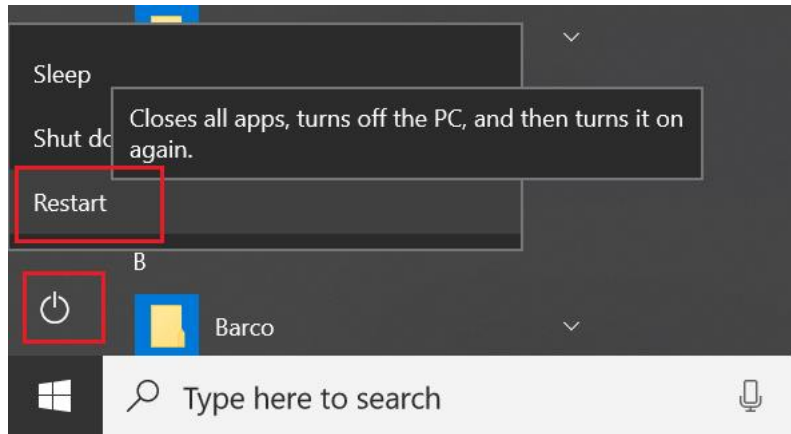 Sleep
Closes all apps, turns off the PC, and then turns it on
Shut do
again.
Restart
B
Barco
Type here to search